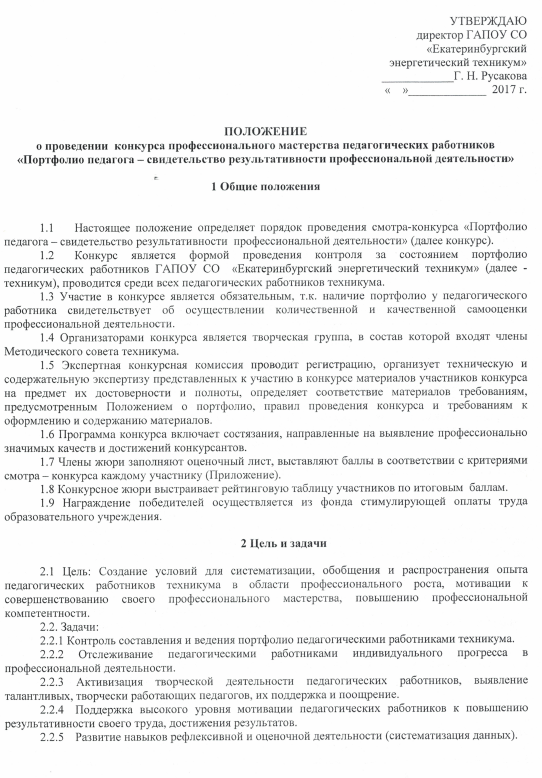 УТВЕРЖДАЮ
директор ГАПОУ СО
«Екатеринбургский
энергетический техникум»
____________Г. Н. Русакова
« »_____________ 2017 г.
ПОЛОЖЕНИЕ
о проведении конкурса профессионального мастерства педагогических работников
«Портфолио педагога – свидетельство результативности профессиональной деятельности»
1 Общие положения
1.1 Настоящее положение определяет порядок проведения смотра-конкурса «Портфолио
педагога – свидетельство результативности профессиональной деятельности» (далее конкурс).
1.2 Конкурс является формой проведения контроля за состоянием портфолио
педагогических работников ГАПОУ СО «Екатеринбургский энергетический техникум» (далее -
техникум), проводится среди всех педагогических работников техникума.
1.3 Участие в конкурсе является обязательным, т.к. наличие портфолио у педагогического
работника свидетельствует об осуществлении количественной и качественной самооценки
профессиональной деятельности.
1.4 Организаторами конкурса является творческая группа, в состав которой входят члены
Методического совета техникума.
1.5 Экспертная конкурсная комиссия проводит регистрацию, организует техническую и
содержательную экспертизу представленных к участию в конкурсе материалов участников конкурса
на предмет их достоверности и полноты, определяет соответствие материалов требованиям,
предусмотренным Положением о портфолио, правил проведения конкурса и требованиям к
оформлению и содержанию материалов.
1.6 Программа конкурса включает состязания, направленные на выявление профессионально
значимых качеств и достижений конкурсантов.
1.7 Члены жюри заполняют оценочный лист, выставляют баллы в соответствии с критериями
смотра – конкурса каждому участнику (Приложение).
1.8 Конкурсное жюри выстраивает рейтинговую таблицу участников по итоговым баллам.
1.9 Награждение победителей осуществляется из фонда стимулирующей оплаты труда
образовательного учреждения.
2 Цель и задачи
2.1 Цель: Создание условий для систематизации, обобщения и распространения опыта
педагогических работников техникума в области профессионального роста, мотивации к
совершенствованию своего профессионального мастерства, повышению профессиональной
компетентности.
2.2. Задачи:
2.2.1 Контроль составления и ведения портфолио педагогическими работниками техникума.
2.2.2 Отслеживание педагогическими работниками индивидуального прогресса в
профессиональной деятельности.
2.2.3 Активизация творческой деятельности педагогических работников, выявление
талантливых, творчески работающих педагогов, их поддержка и поощрение.
2.2.4 Поддержка высокого уровня мотивации педагогических работников к повышению
результативности своего труда, достижения результатов.
2.2.5 Развитие навыков рефлексивной и оценочной деятельности (систематизация данных).